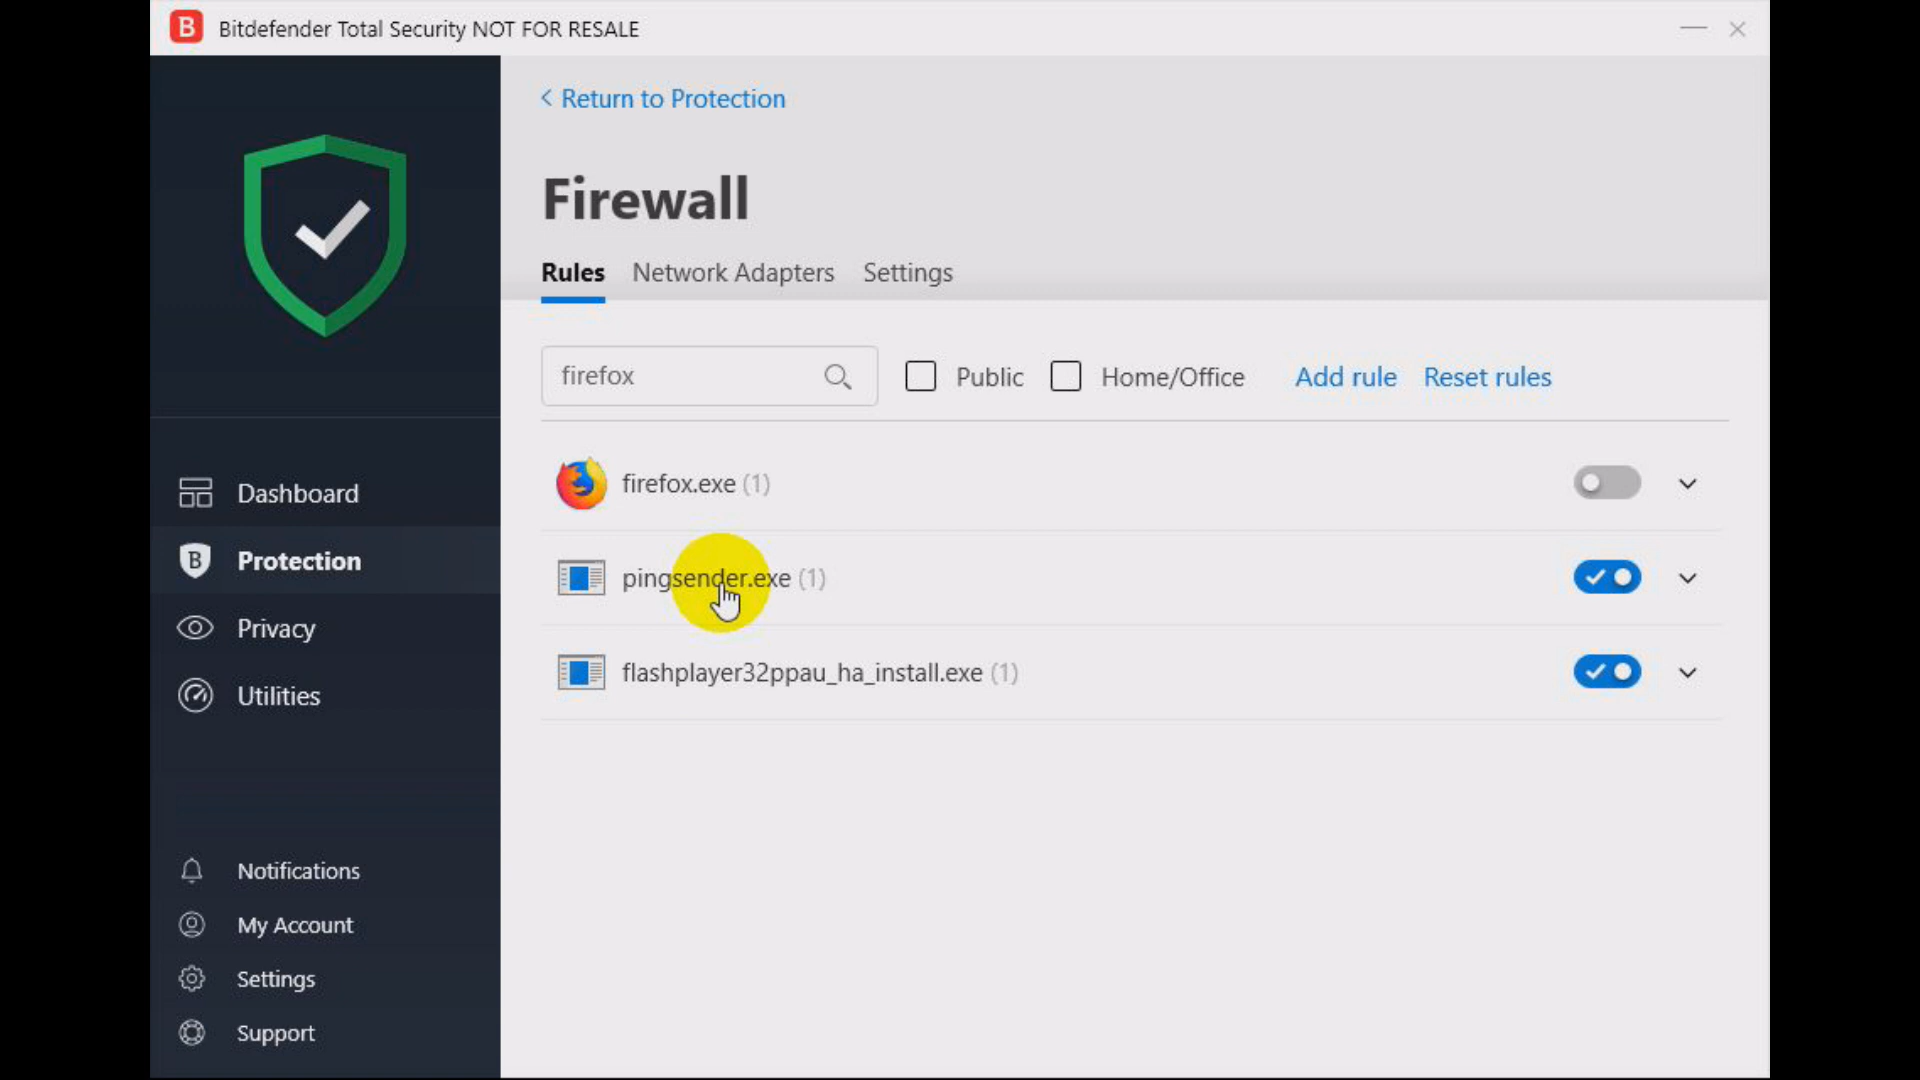 B Bitdefender Total Security NOT FOR RESALE
Return to Protection
Firewall
Rules Network Adapters Settings
firefox Public Home/Office Add rule Reset rules
firefox.exe (1)
pingsender.exe (1)
flashplayer32ppau_ha_install.exe (1)
Dashboard
B Protection
Privacy
Utilities
Notifications
My Account
Settings
Support